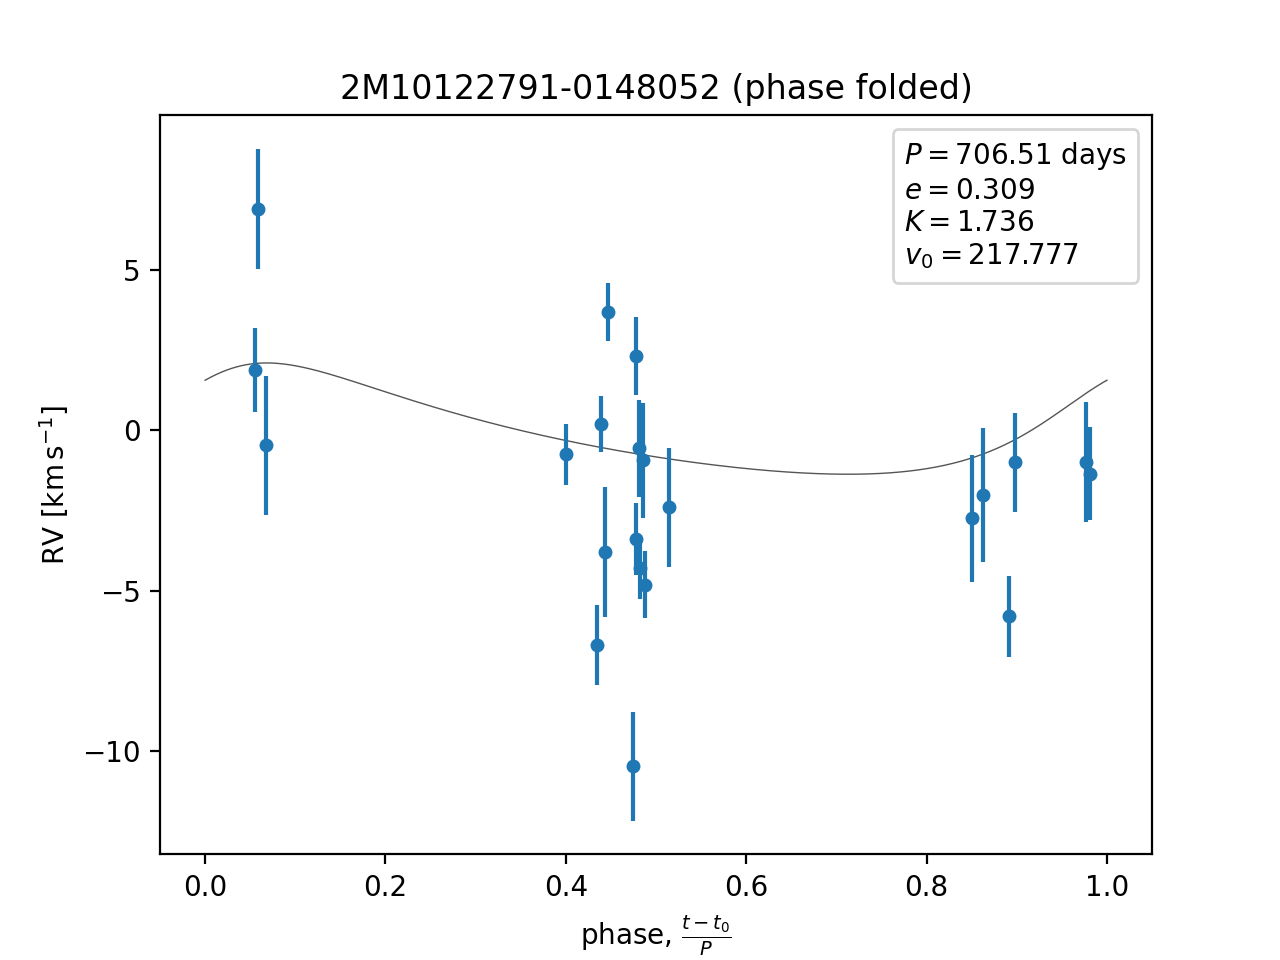 2M10122791-0148052 (phase folded)
P = 706.51 days
e = 0.309
K = 1.736
v₀ = 217.777
5
0
−5
−10
RV [km s⁻¹]
0.0 0.2 0.4 0.6 0.8 1.0
phase, (t − t₀)/P